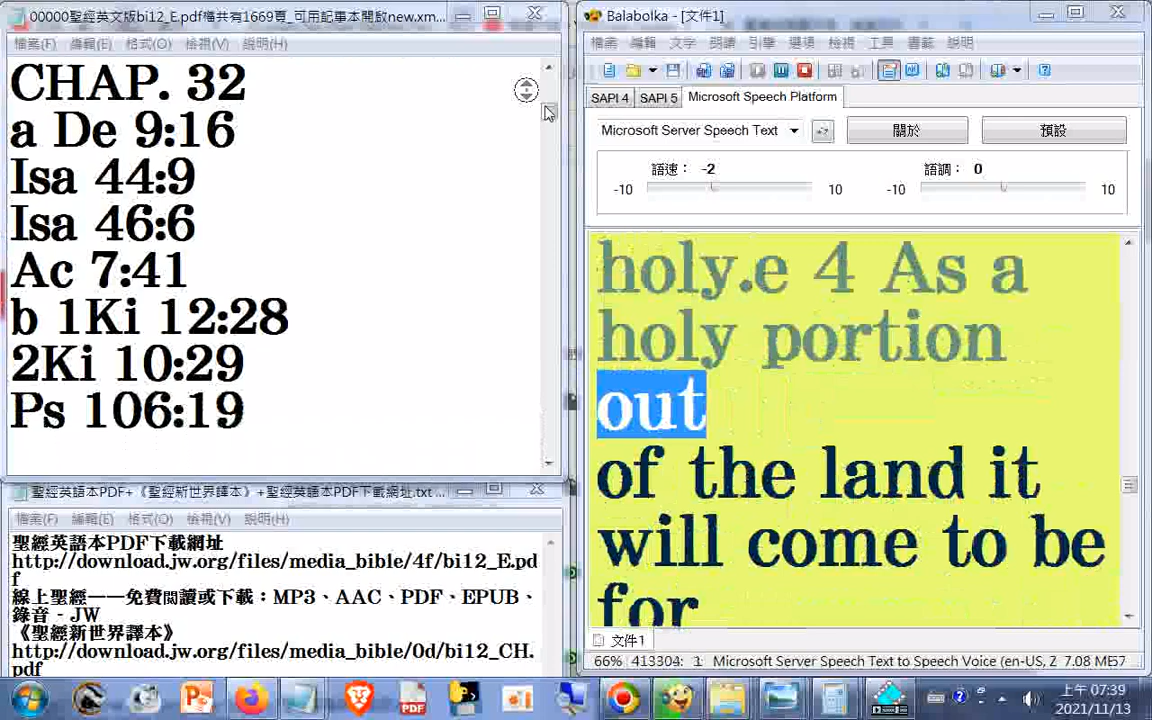 00000聖經英文版bi12_E.pdf檔共有1669頁_可用記事本開啟new.xm...
檔案(F) 編輯(E) 格式(O) 檢視(V) 說明(H)
CHAP. 32
a De 9:16
Isa 44:9
Isa 46:6
Ac 7:41
b 1Ki 12:28
2Ki 10:29
Ps 106:19
聖經英語本PDF+《聖經新世界譯本》+聖經英語本PDF下載網址.txt ...
檔案(F) 編輯(E) 格式(O) 檢視(V) 說明(H)
聖經英語本PDF下載網址
http://download.jw.org/files/media_bible/4f/bi12_E.pd
f
線上聖經——免費閱讀或下載：MP3、AAC、PDF、EPUB、
錄音 - JW
《聖經新世界譯本》
http://download.jw.org/files/media_bible/0d/bi12_CH.
pdf
Balabolka - [文件1]
檔案 編輯 文字 朗讀 引擎 選項 檢視 工具 書籤 說明
SAPI 4 SAPI 5 Microsoft Speech Platform
Microsoft Server Speech Text 關於 預設
語速： -2 語調： 0
-10 10 -10 10
holy.e 4 As a
holy portion
out
of the land it
will come to be
for
文件1
66% 413304: 1: Microsoft Server Speech Text to Speech Voice (en-US, Z 7.08 ME57
上午 07:39
2021/11/13